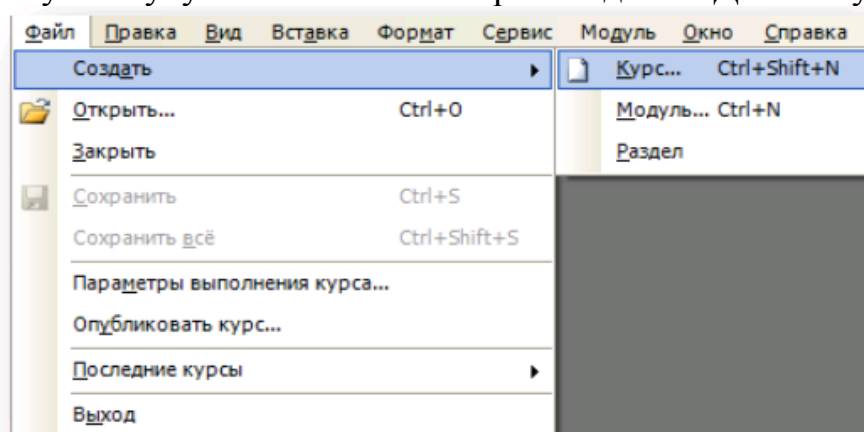 Файл Правка Вид Вставка Формат Сервис Модуль Окно Справка
Создать
Курс... Ctrl+Shift+N
Открыть... Ctrl+O
Модуль... Ctrl+N
Закрыть
Раздел
Сохранить Ctrl+S
Сохранить всё Ctrl+Shift+S
Параметры выполнения курса...
Опубликовать курс...
Последние курсы
Выход